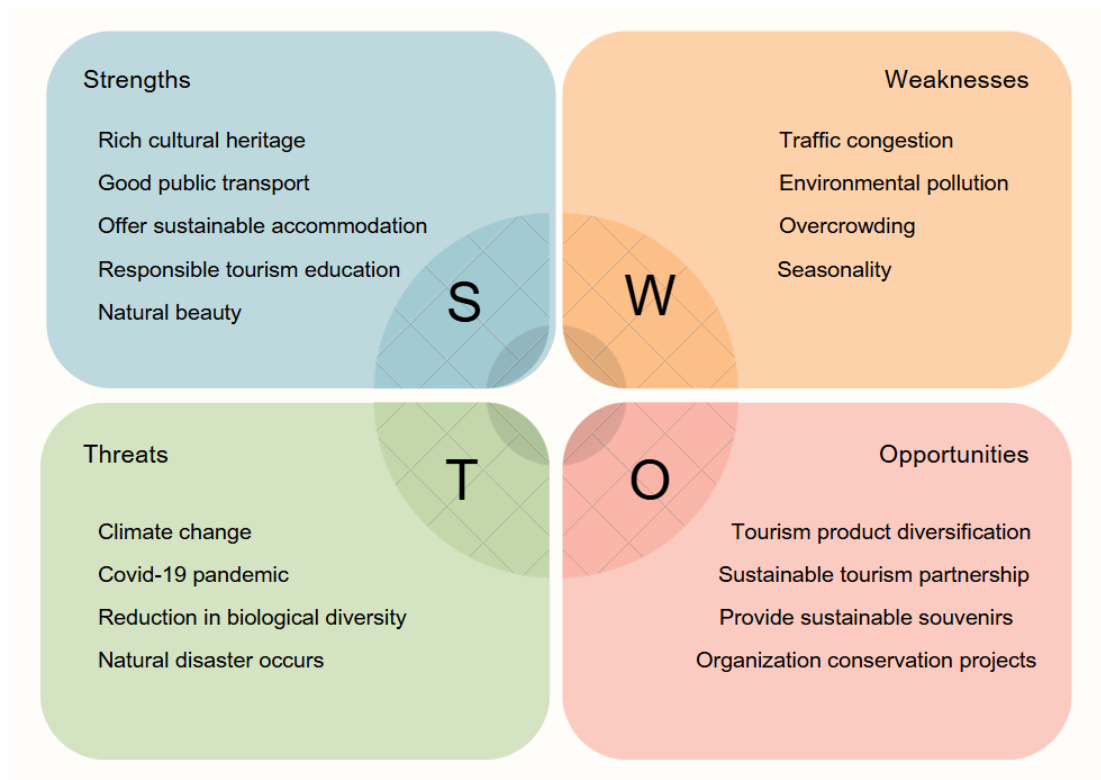 Strengths
Rich cultural heritage
Good public transport
Offer sustainable accommodation
Responsible tourism education
Natural beauty
S
Weaknesses
Traffic congestion
Environmental pollution
Overcrowding
Seasonality
W
Threats
Climate change
Covid-19 pandemic
Reduction in biological diversity
Natural disaster occurs
T
Opportunities
Tourism product diversification
Sustainable tourism partnership
Provide sustainable souvenirs
Organization conservation projects
O